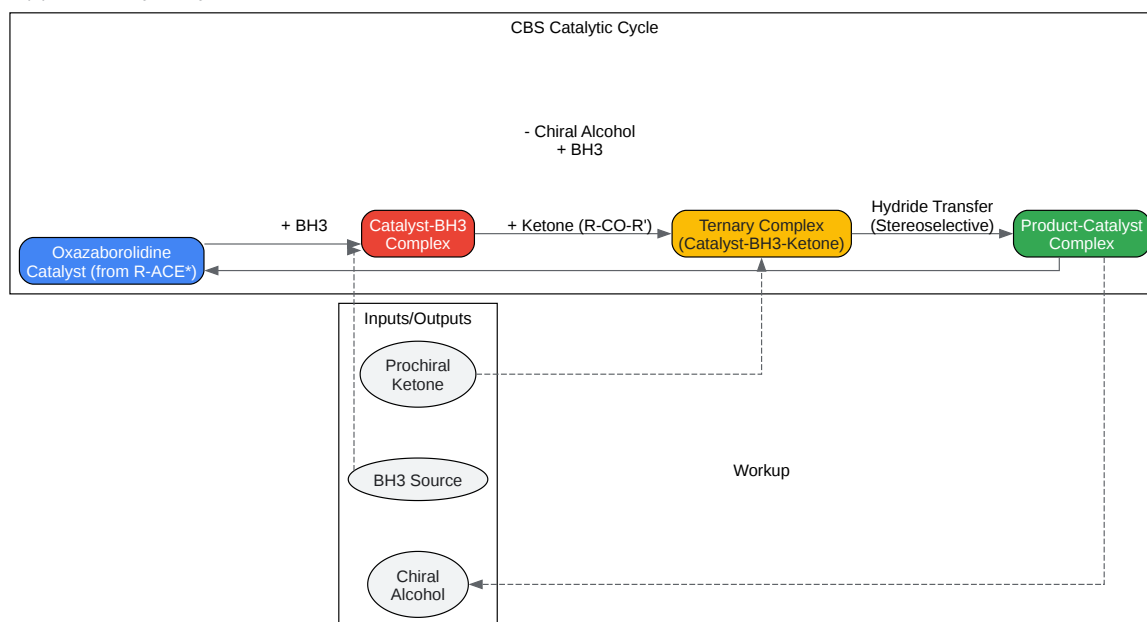 CBS Catalytic Cycle
- Chiral Alcohol
+ BH3
Oxazaborolidine
Catalyst (from R-ACE*)
+ BH3
Catalyst-BH3
Complex
+ Ketone (R-CO-R')
Ternary Complex
(Catalyst-BH3-Ketone)
Hydride Transfer
(Stereoselective)
Product-Catalyst
Complex
Inputs/Outputs
Prochiral
Ketone
BH3 Source
Workup
Chiral
Alcohol